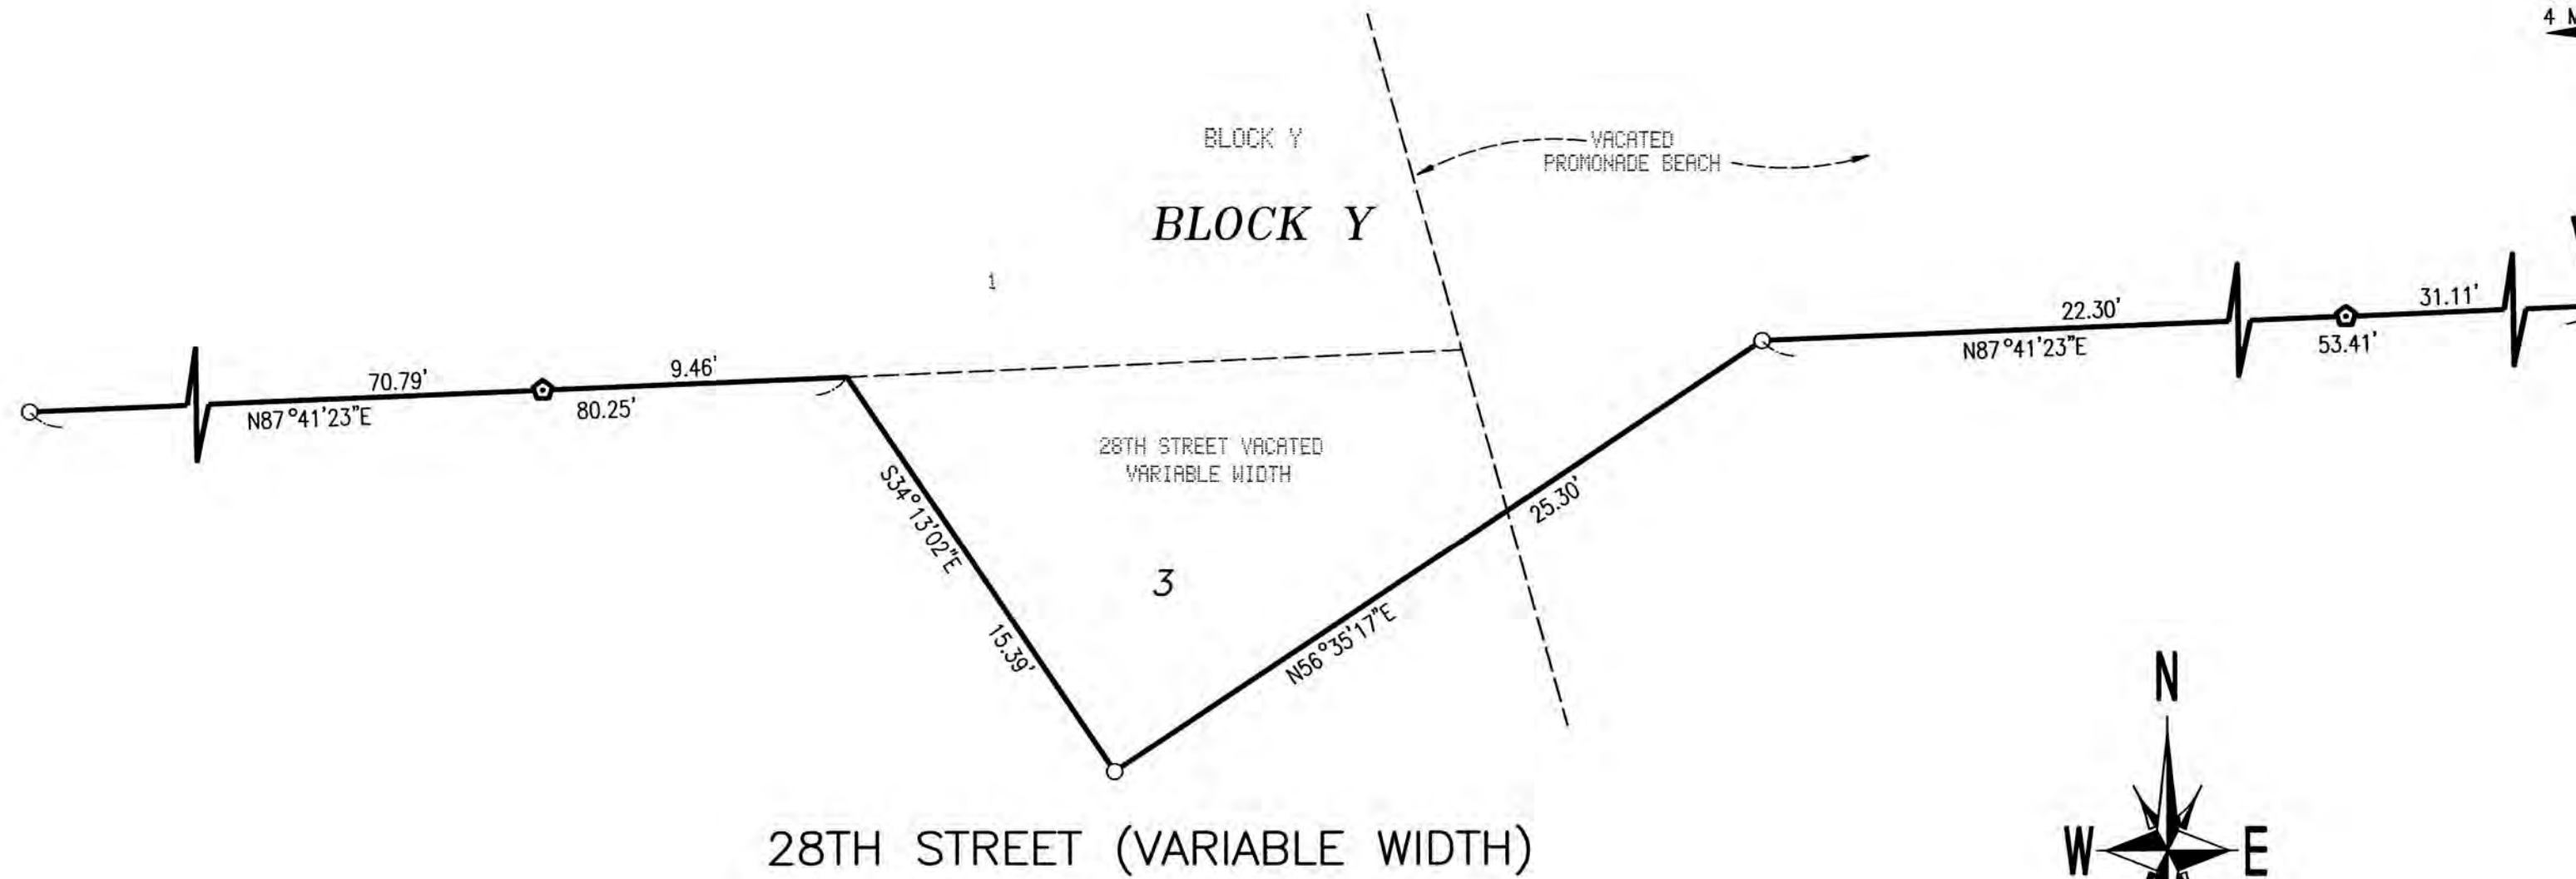 4 M
BLOCK Y
VACATED
PROMONADE BEACH
BLOCK Y
1
22.30'
31.11'
N87°41'23"E
53.41'
70.79'
9.46'
N87°41'23"E
80.25'
28TH STREET VACATED
VARIABLE WIDTH
S34°13'02"E
15.39'
25.30'
N56°35'17"E
3
N
W
E
28TH STREET (VARIABLE WIDTH)